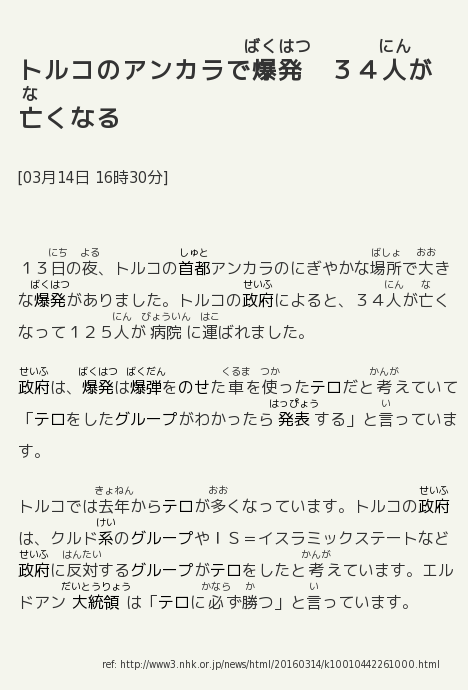 ばくはつ にん
トルコのアンカラで爆発　３４人が
な
亡くなる
[03月14日 16時30分]
にち よる しゅと ばしょ おお
１３日の夜、トルコの首都アンカラのにぎやかな場所で大き
ばくはつ せいふ にん な
な爆発がありました。トルコの政府によると、３４人が亡く
にん びょういん はこ
なって１２５人が病院に運ばれました。
せいふ ばくはつ ばくだん くるま つか かんが
政府は、爆発は爆弾をのせた車を使ったテロだと考えていて
はっぴょう い
「テロをしたグループがわかったら発表する」と言っていま
す。
きょねん おお せいふ
トルコでは去年からテロが多くなっています。トルコの政府
けい
は、クルド系のグループやＩＳ＝イスラミックステートなど
せいふ はんたい かんが
政府に反対するグループがテロをしたと考えています。エル
だいとうりょう かなら か い
ドアン大統領は「テロに必ず勝つ」と言っています。
ref: http://www3.nhk.or.jp/news/html/20160314/k10010442261000.html